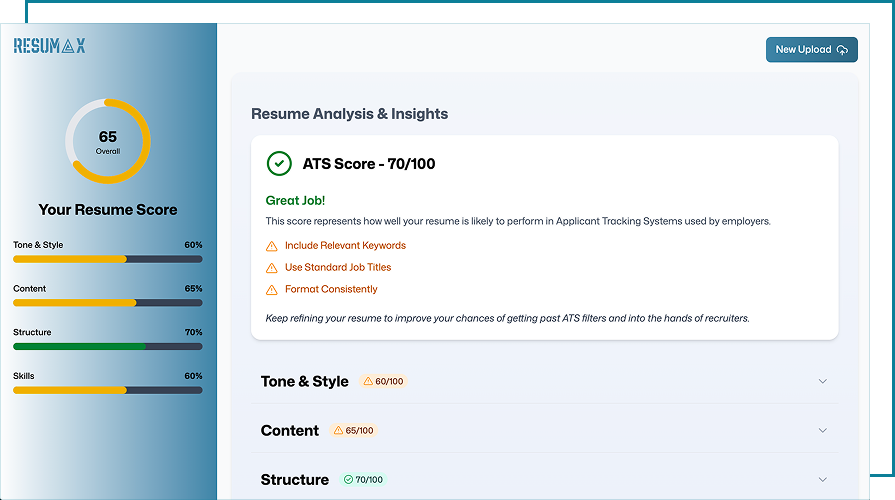 RESUMAX
New Upload
65
Overall
Your Resume Score
Tone & Style 60%
Content 65%
Structure 70%
Skills 60%
Resume Analysis & Insights
ATS Score - 70/100
Great Job!
This score represents how well your resume is likely to perform in Applicant Tracking Systems used by employers.
Include Relevant Keywords
Use Standard Job Titles
Format Consistently
Keep refining your resume to improve your chances of getting past ATS filters and into the hands of recruiters.
Tone & Style 60/100
Content 65/100
Structure 70/100